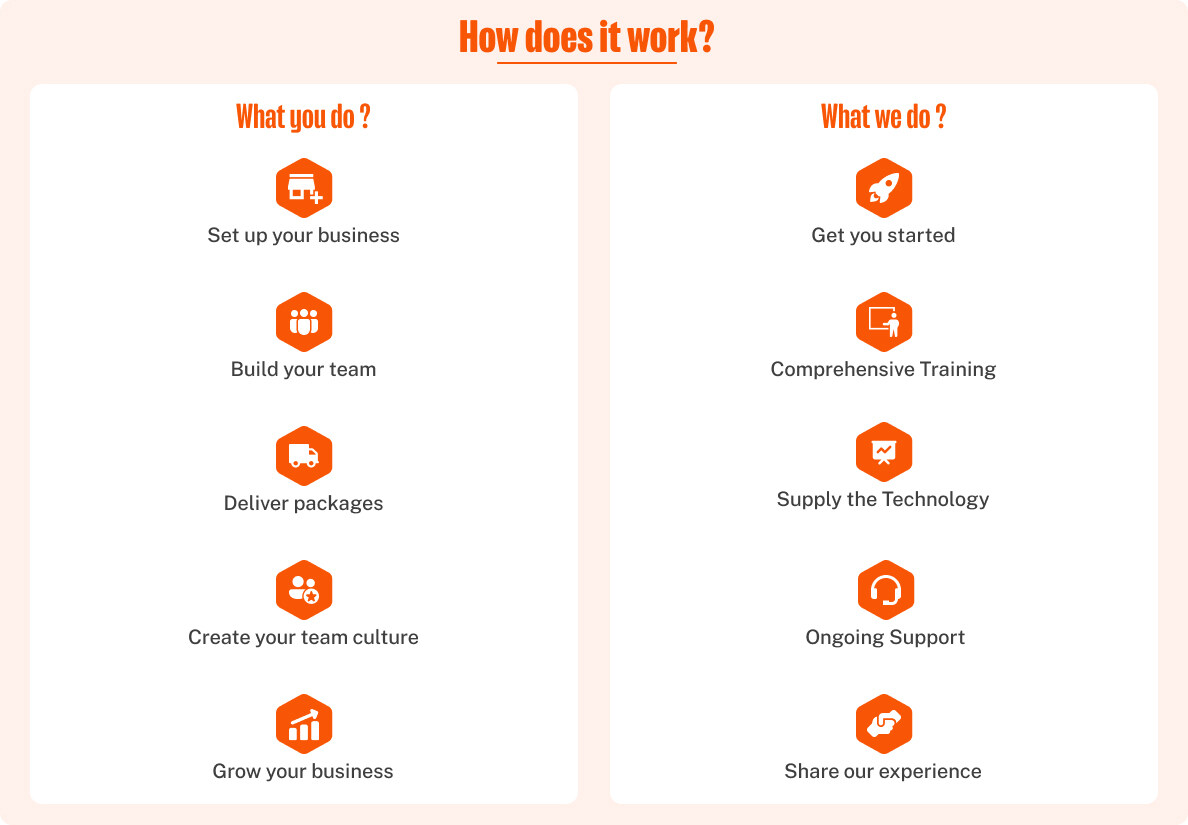 How does it work?
What you do ?
Set up your business
Build your team
Deliver packages
Create your team culture
Grow your business
What we do ?
Get you started
Comprehensive Training
Supply the Technology
Ongoing Support
Share our experience